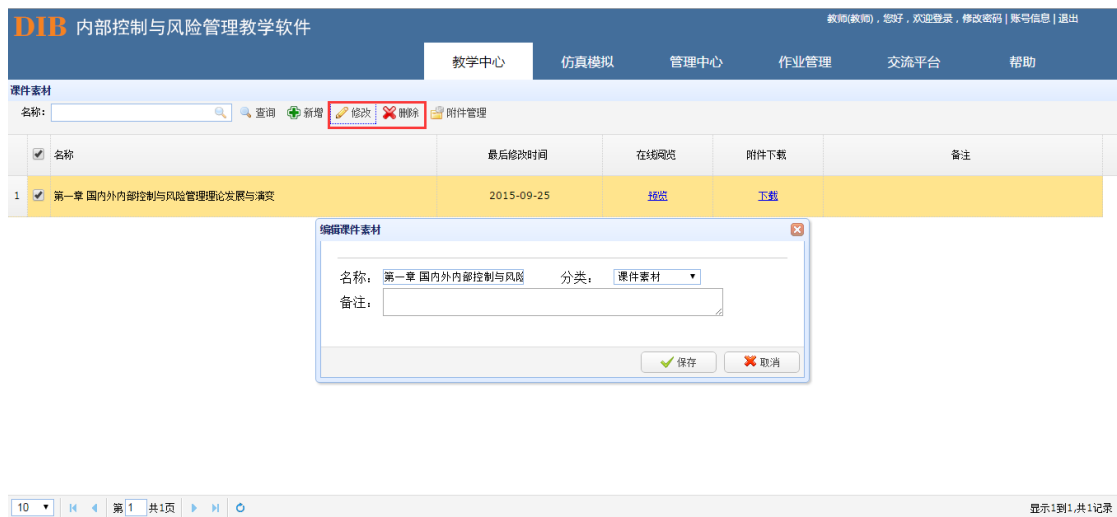 DIB 内部控制与风险管理教学软件
教师(教师)，您好，欢迎登录，修改密码 | 账号信息 | 退出
教学中心 仿真模拟 管理中心 作业管理 交流平台 帮助
课件素材
名称: 查询 新增 修改 删除 附件管理
名称 最后修改时间 在线阅览 附件下载 备注
1 第一章 国内外内部控制与风险管理理论发展与演变 2015-09-25 预览 下载
编辑课件素材
名称: 第一章 国内外内部控制与风险 分类: 课件素材
备注:
保存 取消
10 第 1 共1页 显示1到1,共1记录